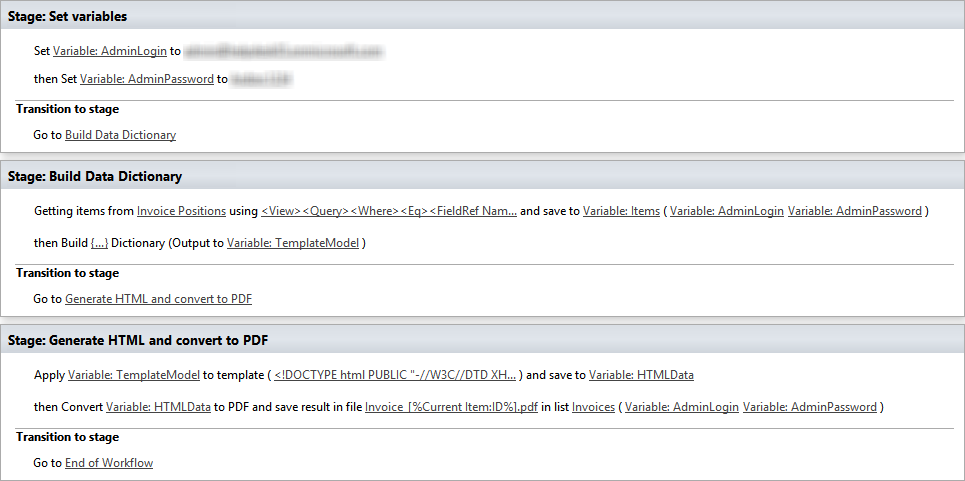 Stage: Set variables
Set Variable: AdminLogin to
then Set Variable: AdminPassword to
Transition to stage
Go to Build Data Dictionary
Stage: Build Data Dictionary
Getting items from Invoice Positions using <View><Query><Where><Eq><FieldRef Nam... and save to Variable: Items ( Variable: AdminLogin Variable: AdminPassword )
then Build {...} Dictionary (Output to Variable: TemplateModel )
Transition to stage
Go to Generate HTML and convert to PDF
Stage: Generate HTML and convert to PDF
Apply Variable: TemplateModel to template ( <!DOCTYPE html PUBLIC "-//W3C//DTD XH... ) and save to Variable: HTMLData
then Convert Variable: HTMLData to PDF and save result in file Invoice_[%Current Item:ID%].pdf in list Invoices ( Variable: AdminLogin Variable: AdminPassword )
Transition to stage
Go to End of Workflow